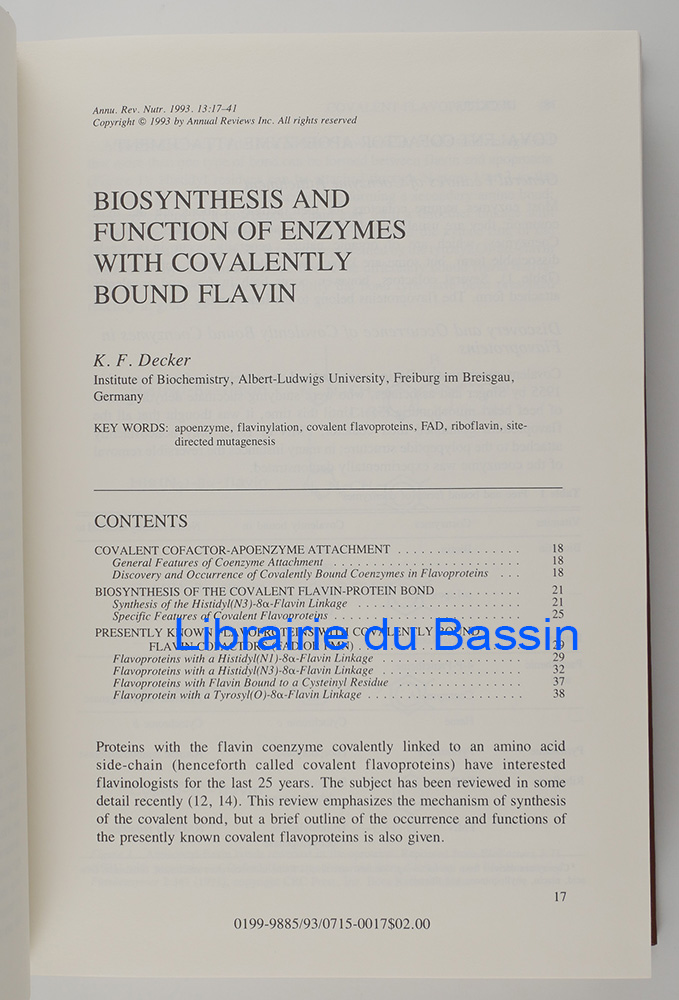 Annu. Rev. Nutr. 1993. 13:17–41
Copyright © 1993 by Annual Reviews Inc. All rights reserved
BIOSYNTHESIS AND
FUNCTION OF ENZYMES
WITH COVALENTLY
BOUND FLAVIN
K. F. Decker
Institute of Biochemistry, Albert-Ludwigs University, Freiburg im Breisgau,
Germany
KEY WORDS: apoenzyme, flavinylation, covalent flavoproteins, FAD, riboflavin, site-
directed mutagenesis
CONTENTS
COVALENT COFACTOR-APOENZYME ATTACHMENT . . . . . . . . . . . . . . . . 18
General Features of Coenzyme Attachment . . . . . . . . . . . . . . . . . . . . . . . . . 18
Discovery and Occurrence of Covalently Bound Coenzymes in Flavoproteins . . . 18
BIOSYNTHESIS OF THE COVALENT FLAVIN-PROTEIN BOND . . . . . . . . . . 21
Synthesis of the Histidyl(N3)-8α-Flavin Linkage . . . . . . . . . . . . . . . . . . . . . 21
Specific Features of Covalent Flavoproteins . . . . . . . . . . . . . . . . . . . . . . . . 25
PRESENTLY KNOWN FLAVOPROTEINS WITH COVALENTLY BOUND
FLAVIN COFACTORS (FAD OR FMN) . . . . . . . . . . . . . . . . . . . . . 29
Librairie du Bassin
Flavoproteins with a Histidyl(N1)-8α-Flavin Linkage . . . . . . . . . . . . . . . . . . . 29
Flavoproteins with a Histidyl(N3)-8α-Flavin Linkage . . . . . . . . . . . . . . . . . . . 32
Flavoproteins with Flavin Bound to a Cysteinyl Residue . . . . . . . . . . . . . . . . 37
Flavoprotein with a Tyrosyl(O)-8α-Flavin Linkage . . . . . . . . . . . . . . . . . . . . 38
Proteins with the flavin coenzyme covalently linked to an amino acid
side-chain (henceforth called covalent flavoproteins) have interested
flavinologists for the last 25 years. The subject has been reviewed in some
detail recently (12, 14). This review emphasizes the mechanism of synthesis
of the covalent bond, but a brief outline of the occurrence and functions of
the presently known covalent flavoproteins is also given.
17
0199-9885/93/0715-0017$02.00